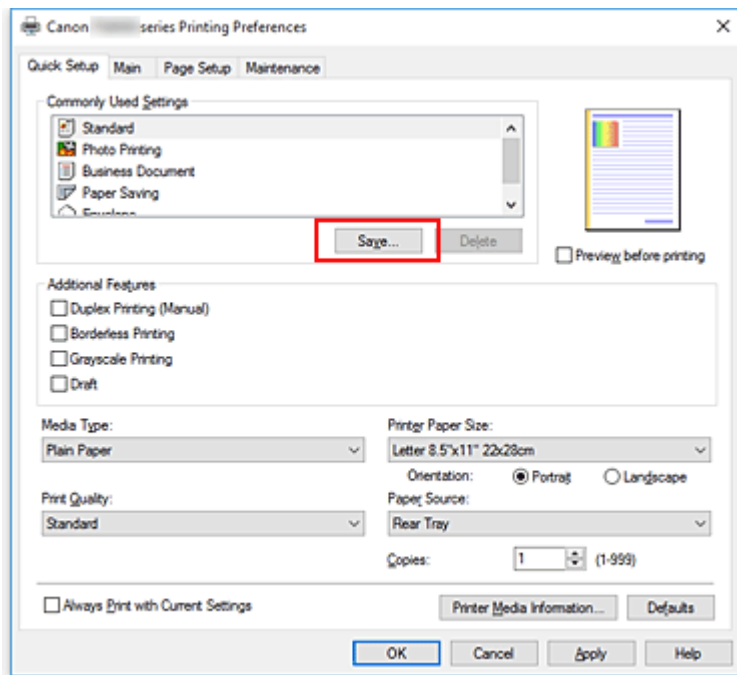 Canon series Printing Preferences
Quick Setup Main Page Setup Maintenance
Commonly Used Settings
Standard
Photo Printing
Business Document
Paper Saving
Envelope
Save... Delete
Preview before printing
Additional Features
Duplex Printing (Manual)
Borderless Printing
Grayscale Printing
Draft
Media Type: Printer Paper Size:
Plain Paper Letter 8.5"x11" 22x28cm
Orientation: Portrait Landscape
Print Quality: Paper Source:
Standard Rear Tray
Copies: 1 (1-999)
Always Print with Current Settings Printer Media Information... Defaults
OK Cancel Apply Help